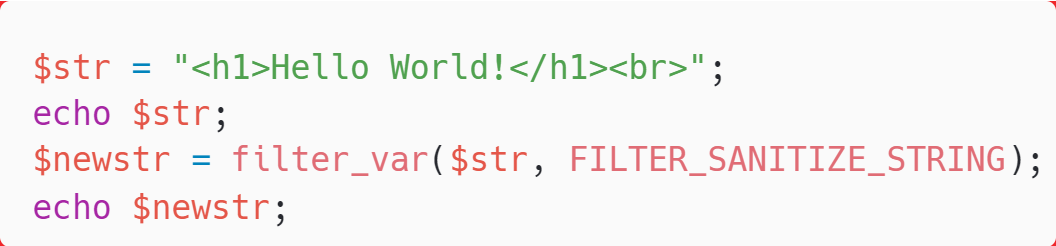 $str = "<h1>Hello World!</h1><br>";
echo $str;
$newstr = filter_var($str, FILTER_SANITIZE_STRING);
echo $newstr;